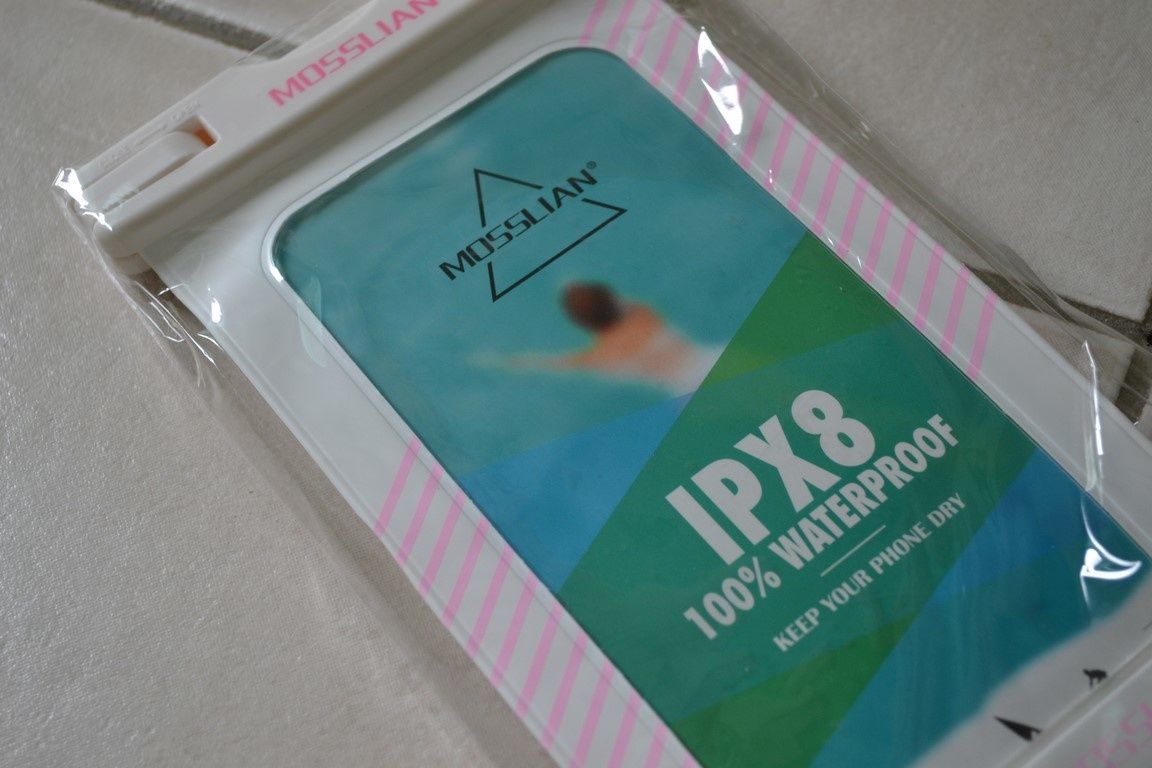 MOSSLIAN
MOSSLIAN®
IPX8
100% WATERPROOF
KEEP YOUR PHONE DRY